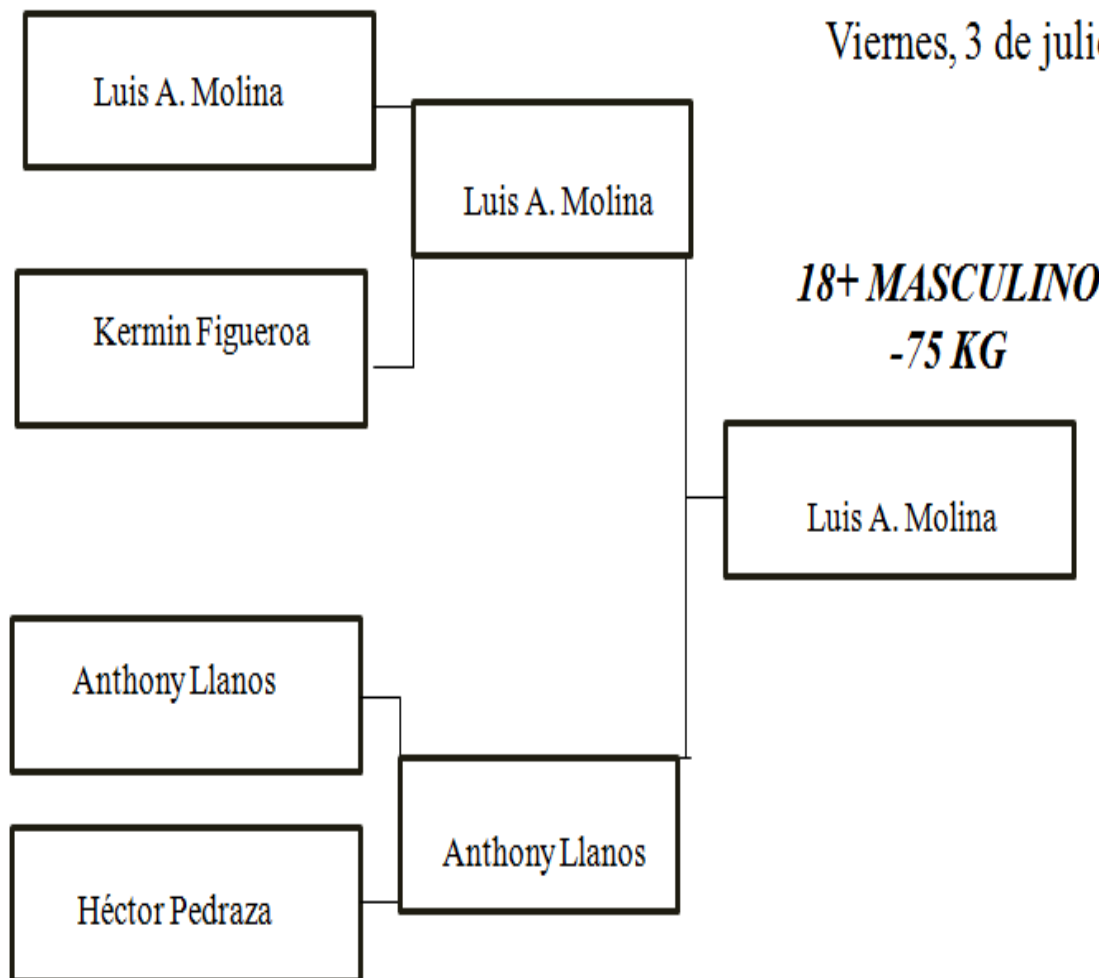 Viernes, 3 de julio
Luis A. Molina
Luis A. Molina
Kermin Figueroa
18+ MASCULINO
-75 KG
Luis A. Molina
Anthony Llanos
Anthony Llanos
Héctor Pedraza